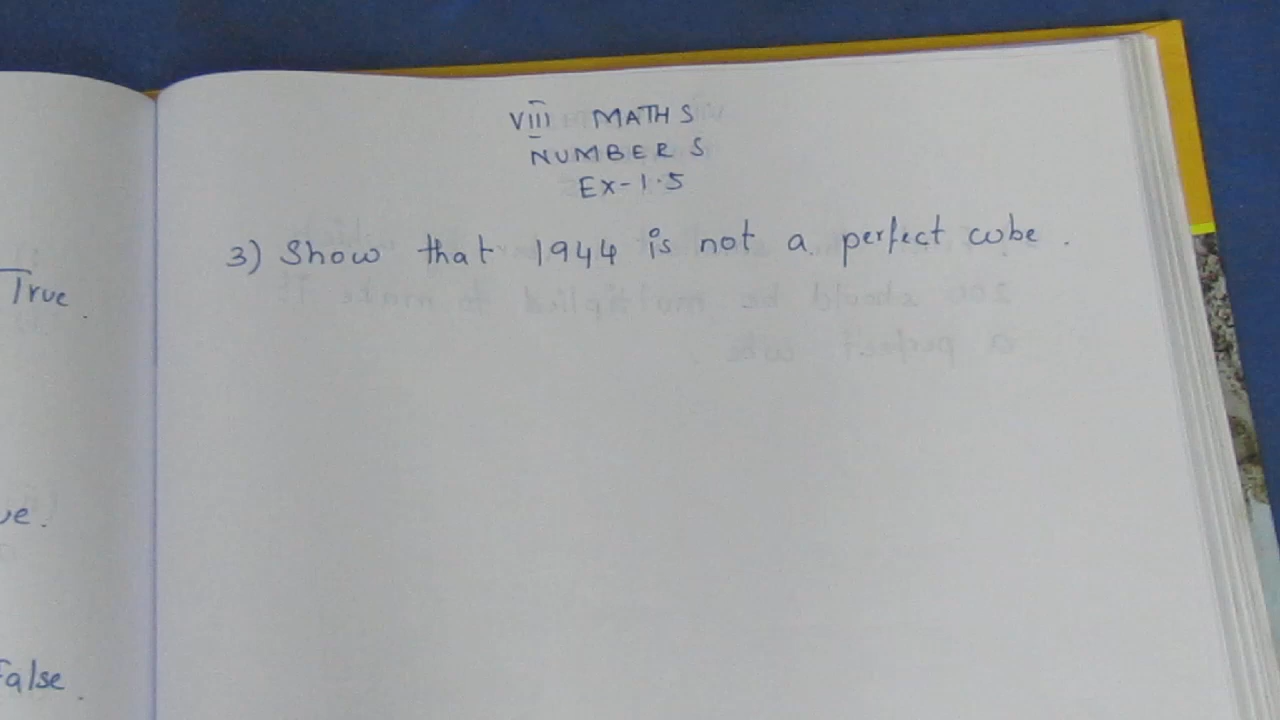 True.
ve.
False.
VIII MATHS
NUMBERS
Ex-1.5
3) Show that 1944 is not a perfect cube.